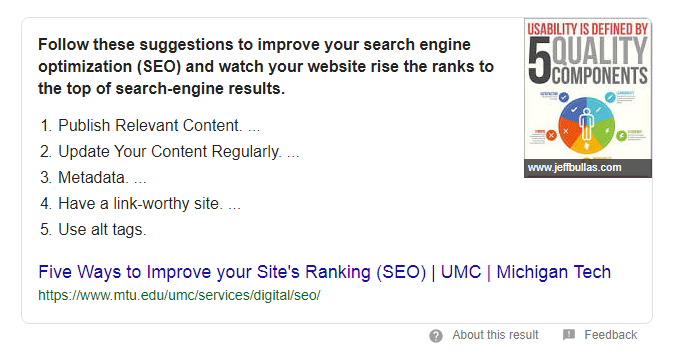 Follow these suggestions to improve your search engine
optimization (SEO) and watch your website rise the ranks to
the top of search-engine results.
1. Publish Relevant Content. ...
2. Update Your Content Regularly. ...
3. Metadata. ...
4. Have a link-worthy site. ...
5. Use alt tags.
USABILITY IS DEFINED BY
5 QUALITY
COMPONENTS
www.jeffbullas.com
Five Ways to Improve your Site's Ranking (SEO) | UMC | Michigan Tech
https://www.mtu.edu/umc/services/digital/seo/
About this result
Feedback